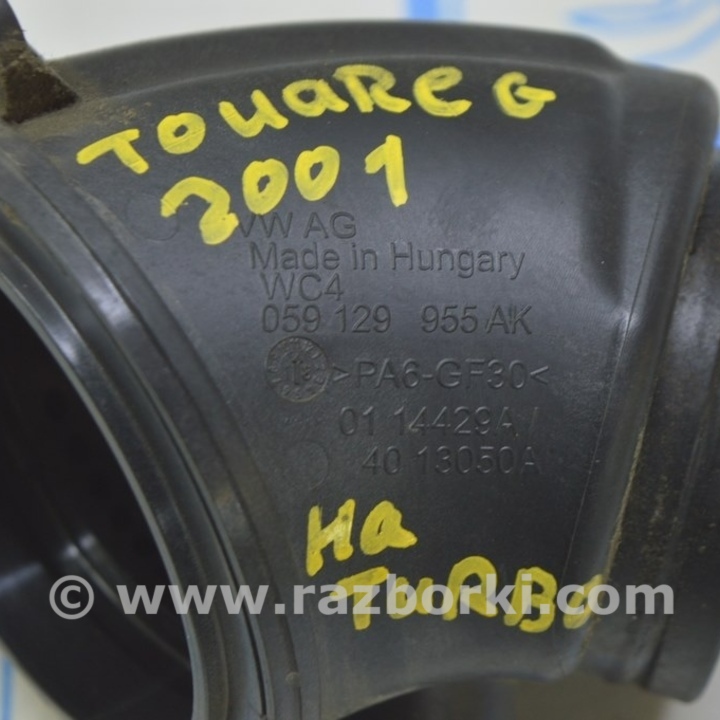 TOUAREG
2001
VW AG
Made in Hungary
WC4
059 129 955 AK
>PA6-GF30<
01 14429A/
40 13050A
На
TURBO
© www.razborki.com